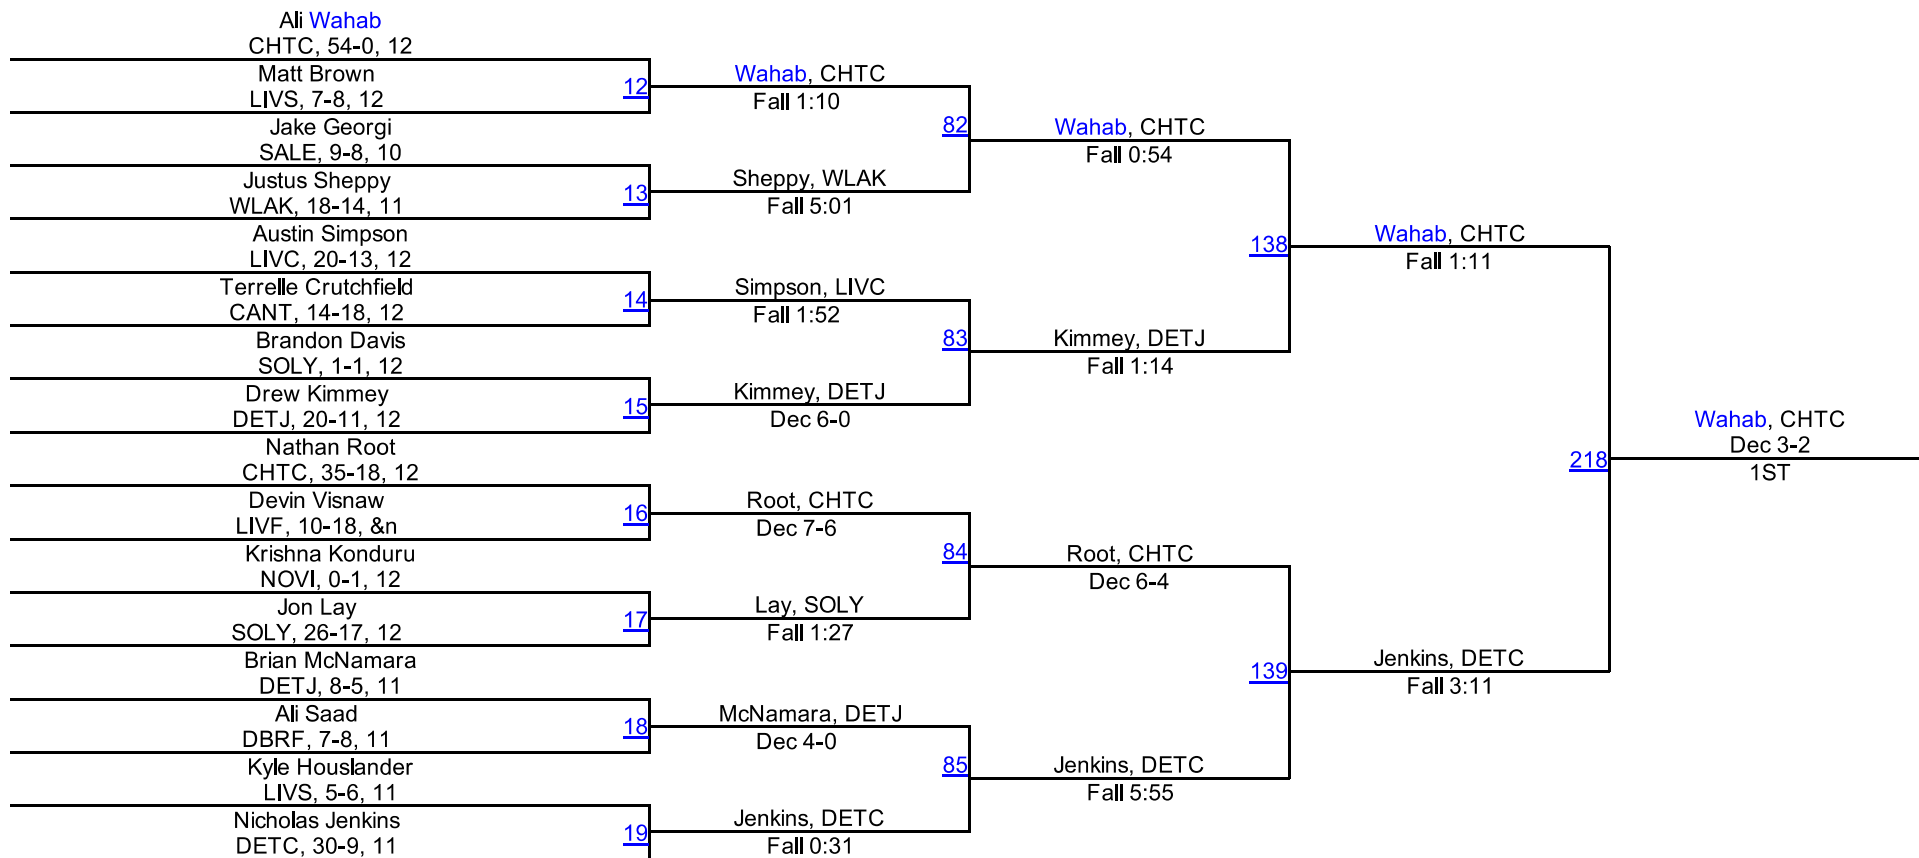 Ali Wahab
CHTC, 54-0, 12
Matt Brown
LIVS, 7-8, 12
Jake Georgi
SALE, 9-8, 10
Justus Sheppy
WLAK, 18-14, 11
Austin Simpson
LIVC, 20-13, 12
Terrelle Crutchfield
CANT, 14-18, 12
Brandon Davis
SOLY, 1-1, 12
Drew Kimmey
DETJ, 20-11, 12
Nathan Root
CHTC, 35-18, 12
Devin Visnaw
LIVF, 10-18, &n
Krishna Konduru
NOVI, 0-1, 12
Jon Lay
SOLY, 26-17, 12
Brian McNamara
DETJ, 8-5, 11
Ali Saad
DBRF, 7-8, 11
Kyle Houslander
LIVS, 5-6, 11
Nicholas Jenkins
DETC, 30-9, 11
12
Wahab, CHTC
Fall 1:10
13
Sheppy, WLAK
Fall 5:01
14
Simpson, LIVC
Fall 1:52
15
Kimmey, DETJ
Dec 6-0
16
Root, CHTC
Dec 7-6
17
Lay, SOLY
Fall 1:27
18
McNamara, DETJ
Dec 4-0
19
Jenkins, DETC
Fall 0:31
82
Wahab, CHTC
Fall 0:54
83
Kimmey, DETJ
Fall 1:14
84
Root, CHTC
Dec 6-4
85
Jenkins, DETC
Fall 5:55
138
Wahab, CHTC
Fall 1:11
139
Jenkins, DETC
Fall 3:11
218
Wahab, CHTC
Dec 3-2
1ST